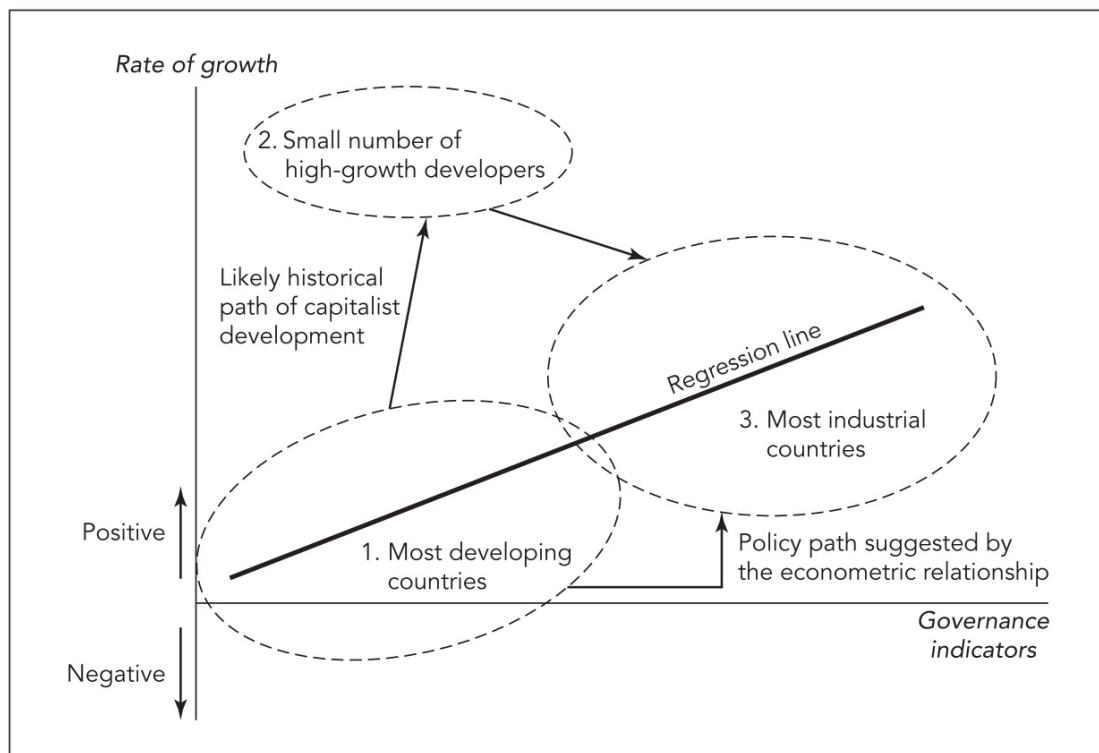 Rate of growth
2. Small number of
high-growth developers
Likely historical
path of capitalist
development
Regression line
3. Most industrial
countries
Positive
1. Most developing
countries
Policy path suggested by
the econometric relationship
Governance
indicators
Negative